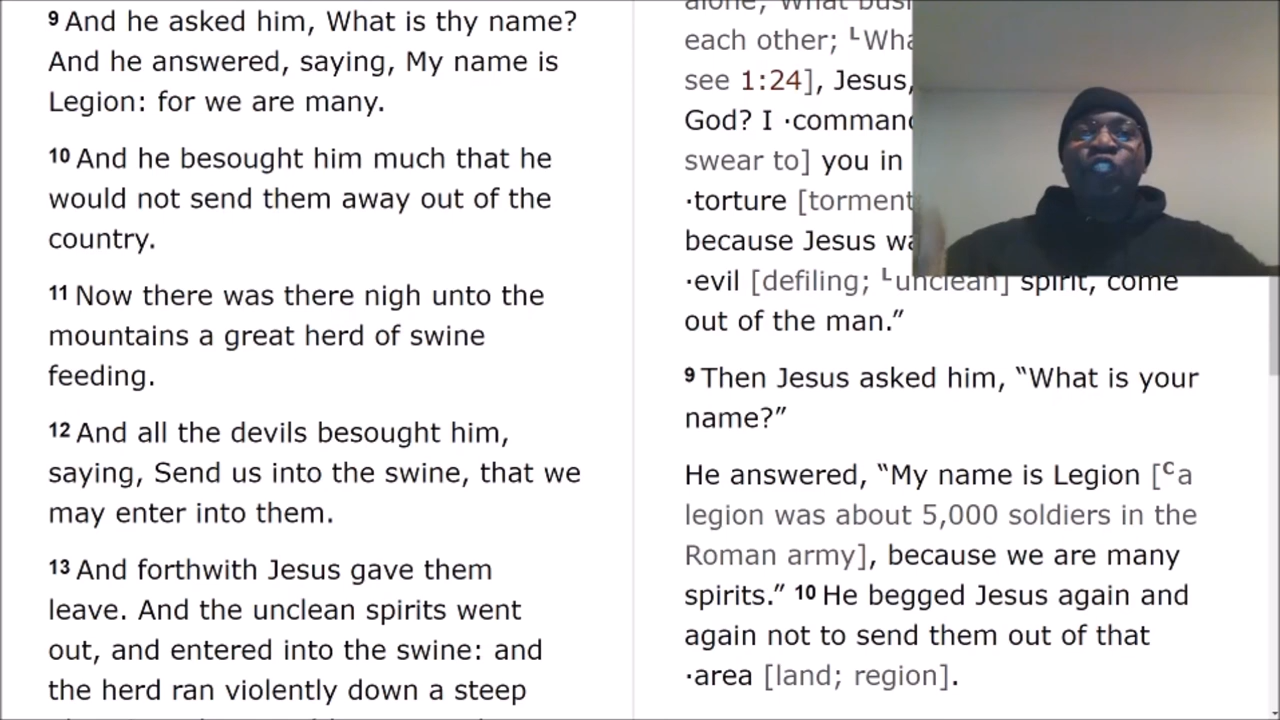 9 And he asked him, What is thy name?
And he answered, saying, My name is
Legion: for we are many.
10 And he besought him much that he
would not send them away out of the
country.
11 Now there was there nigh unto the
mountains a great herd of swine
feeding.
12 And all the devils besought him,
saying, Send us into the swine, that we
may enter into them.
13 And forthwith Jesus gave them
leave. And the unclean spirits went
out, and entered into the swine: and
the herd ran violently down a steep
each other; L
see 1:24], Jesus,
God? I ·command
swear to] you in
·torture [torment
because Jesus
·evil [defiling; Lunclean] spirit, come
out of the man.”
9 Then Jesus asked him, “What is your
name?”
He answered, “My name is Legion [Ca
legion was about 5,000 soldiers in the
Roman army], because we are many
spirits.” 10 He begged Jesus again and
again not to send them out of that
·area [land; region].